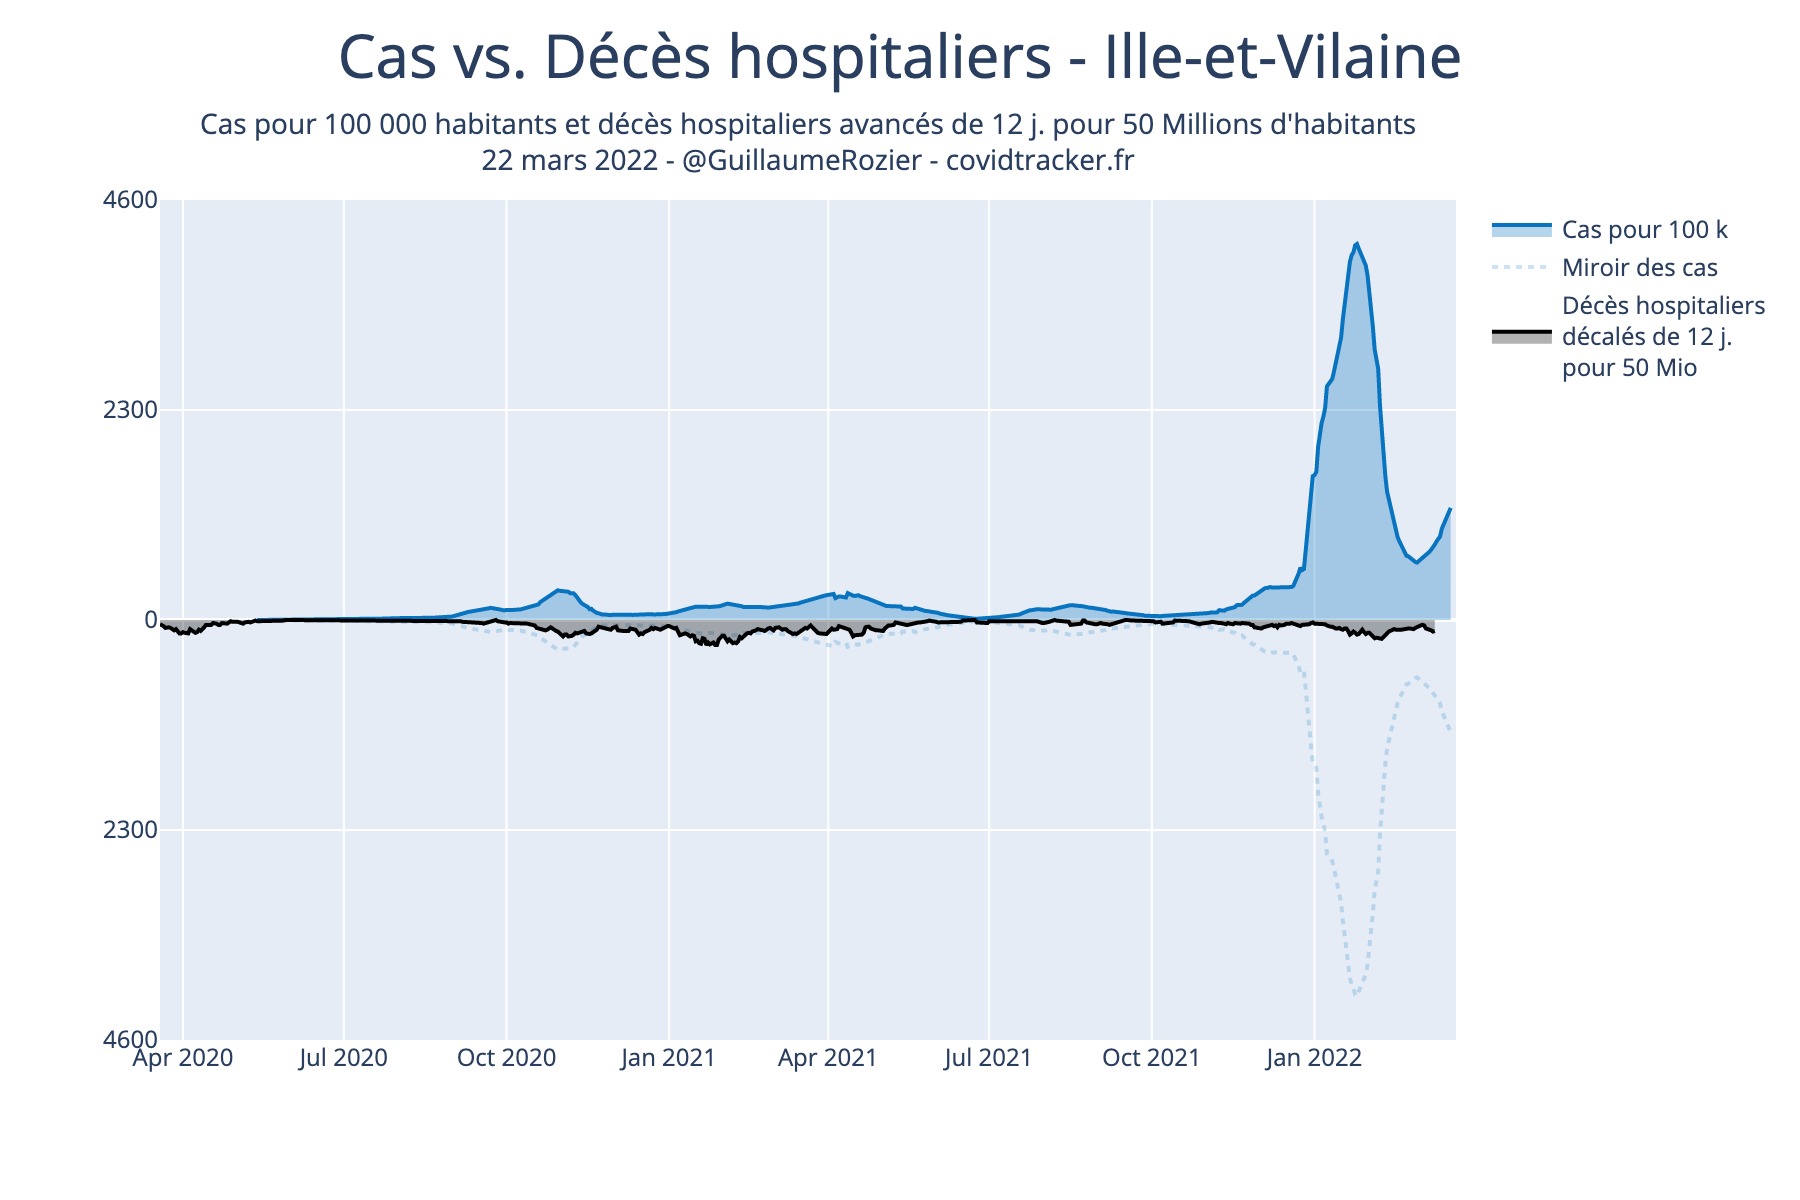 Cas vs. Décès hospitaliers - Ille-et-Vilaine
Cas pour 100 000 habitants et décès hospitaliers avancés de 12 j. pour 50 Millions d'habitants
22 mars 2022 - @GuillaumeRozier - covidtracker.fr
4600
2300
0
2300
4600
Apr 2020
Jul 2020
Oct 2020
Jan 2021
Apr 2021
Jul 2021
Oct 2021
Jan 2022
Cas pour 100 k
Miroir des cas
Décès hospitaliers
décalés de 12 j.
pour 50 Mio